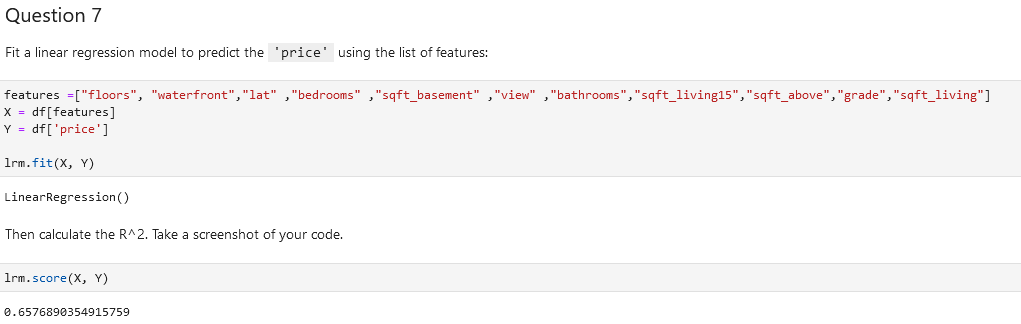 Question 7
Fit a linear regression model to predict the 'price' using the list of features:
features =["floors", "waterfront","lat" ,"bedrooms" ,"sqft_basement" ,"view" ,"bathrooms","sqft_living15","sqft_above","grade","sqft_living"]
X = df[features]
Y = df['price']
lrm.fit(X, Y)
LinearRegression()
Then calculate the R^2. Take a screenshot of your code.
lrm.score(X, Y)
0.6576890354915759